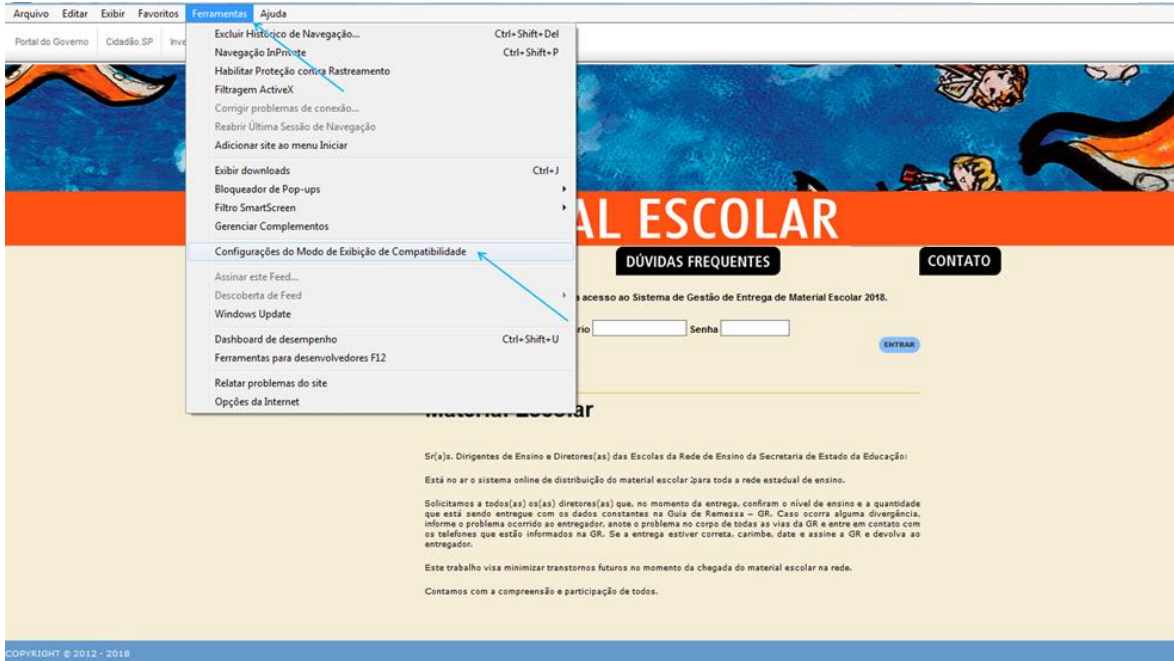 Arquivo Editar Exibir Favoritos Ferramentas Ajuda
Portal do Governo Cidadão.SP Inve
Excluir Histórico de Navegação... Ctrl+Shift+Del
Navegação InPrivate Ctrl+Shift+P
Habilitar Proteção contra Rastreamento
Filtragem ActiveX
Corrigir problemas de conexão...
Reabrir Última Sessão de Navegação
Adicionar site ao menu Iniciar
Exibir downloads Ctrl+J
Bloqueador de Pop-ups
Filtro SmartScreen
Gerenciar Complementos
Configurações do Modo de Exibição de Compatibilidade
Assinar este Feed...
Descoberta de Feed
Windows Update
Dashboard de desempenho Ctrl+Shift+U
Ferramentas para desenvolvedores F12
Relatar problemas do site
Opções da Internet
AL ESCOLAR
DÚVIDAS FREQUENTES CONTATO
acesso ao Sistema de Gestão de Entrega de Material Escolar 2018.
rio Senha
ENTRAR
Material Escolar
Sr(a)s. Dirigentes de Ensino e Diretores(as) das Escolas da Rede de Ensino da Secretaria de Estado da Educação:
Está no ar o sistema online de distribuição do material escolar para toda a rede estadual de ensino.
Solicitamos a todos(as) os(as) diretores(as) que, no momento da entrega, confiram o nível de ensino e a quantidade
que está sendo entregue com os dados constantes na Guia de Remessa – GR. Caso ocorra alguma divergência,
informe o problema ocorrido ao entregador, anote o problema no corpo de todas as vias da GR e entre em contato com
os telefones que estão informados na GR. Se a entrega estiver correta, carimbe, date e assine a GR e devolva ao
entregador.
Este trabalho visa minimizar transtornos futuros no momento da chegada do material escolar na rede.
Contamos com a compreensão e participação de todos.
COPYRIGHT © 2012 - 2018